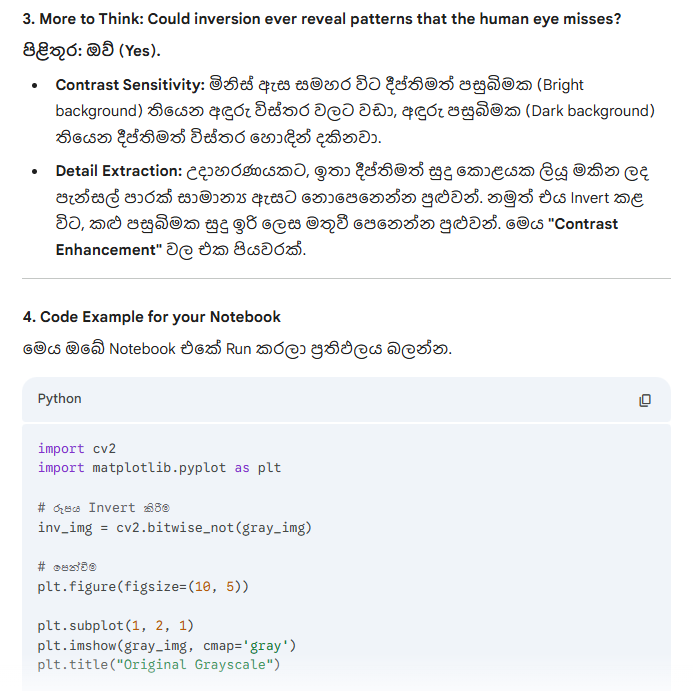 3. More to Think: Could inversion ever reveal patterns that the human eye misses?
පිළිතුර: ඔව් (Yes).
• Contrast Sensitivity: මිනිස් ඇස සමහර විට දීප්තිමත් පසුබිමක (Bright
background) තියෙන අඳුරු විස්තර වලට වඩා, අඳුරු පසුබිමක (Dark background)
තියෙන දීප්තිමත් විස්තර හොඳින් දකිනවා.
• Detail Extraction: උදාහරණයකට, ඉතා දීප්තිමත් සුදු කොළයක ලියූ මකින ලද
පැන්සල් පාරක් සාමාන්‍ය ඇසට නොපෙනෙන්න පුළුවන්. නමුත් එය Invert කළ
විට, කළු පසුබිමක සුදු ඉරි ලෙස මතුවී පෙනෙන්න පුළුවන්. මෙය "Contrast
Enhancement" වල එක පියවරක්.
4. Code Example for your Notebook
මෙය ඔබේ Notebook එකේ Run කරලා ප්‍රතිඵලය බලන්න.
Python
import cv2
import matplotlib.pyplot as plt
# රූපය Invert කිරීම
inv_img = cv2.bitwise_not(gray_img)
# පෙන්වීම
plt.figure(figsize=(10, 5))
plt.subplot(1, 2, 1)
plt.imshow(gray_img, cmap='gray')
plt.title("Original Grayscale")